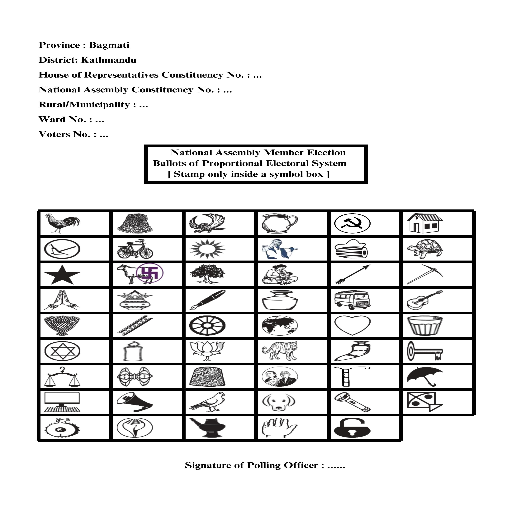 Province : Bagmati
District: Kathmandu
House of Representatives Constituency No. : ...
National Assembly Constituency No. : ...
Rural/Municipality : ...
Ward No. : ...
Voters No. : ...
National Assembly Member Election
Ballots of Proportional Electoral System
[ Stamp only inside a symbol box ]
Signature of Polling Officer : ......